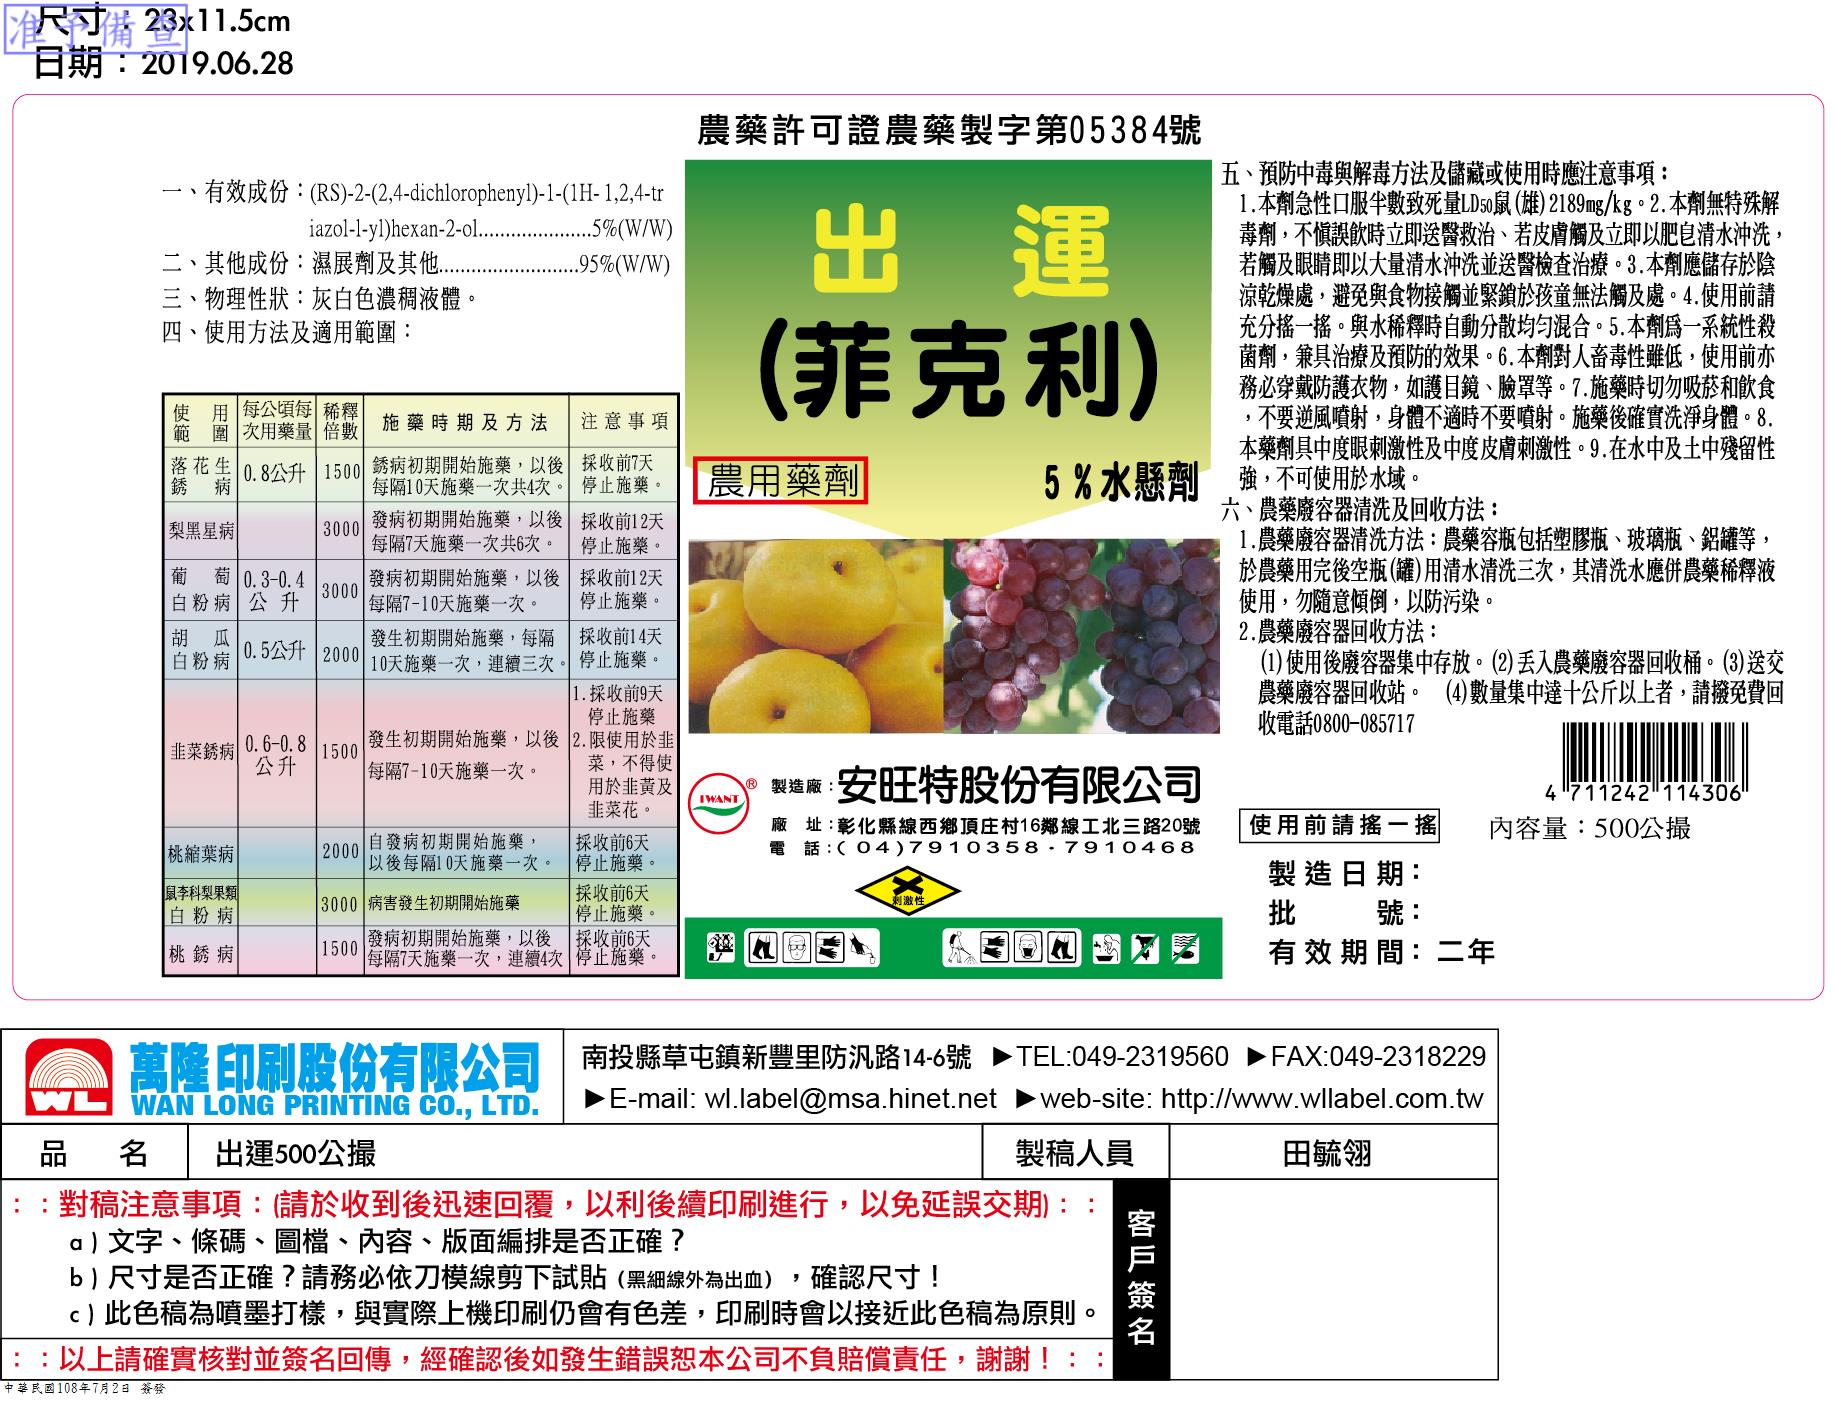 准予備查
尺寸：23x11.5cm
日期：2019.06.28
農藥許可證農藥製字第05384號
一、有效成份：(RS)-2-(2,4-dichlorophenyl)-1-(1H- 1,2,4-tr
iazol-l-yl)hexan-2-ol.....................5%(W/W)
二、其他成份：濕展劑及其他..........................95%(W/W)
三、物理性狀：灰白色濃稠液體。
四、使用方法及適用範圍：
使用範圍 每公頃每次用藥量 稀釋倍數 施藥時期及方法 注意事項
落花生銹病 0.8公升 1500 銹病初期開始施藥，以後每隔10天施藥一次共4次。 採收前7天停止施藥。
梨黑星病 3000 發病初期開始施藥，以後每隔7天施藥一次共6次。 採收前12天停止施藥。
葡萄白粉病 0.3-0.4公升 3000 發病初期開始施藥，以後每隔7-10天施藥一次。 採收前12天停止施藥。
胡瓜白粉病 0.5公升 2000 發生初期開始施藥，每隔10天施藥一次，連續三次。 採收前14天停止施藥。
韭菜銹病 0.6-0.8公升 1500 發生初期開始施藥，以後每隔7-10天施藥一次。 1.採收前9天停止施藥 2.限使用於韭菜，不得使用於韭黃及韭菜花。
桃縮葉病 2000 自發病初期開始施藥，以後每隔10天施藥一次。 採收前6天停止施藥。
鼠李科梨果類白粉病 3000 病害發生初期開始施藥 採收前6天停止施藥。
桃銹病 1500 發病初期開始施藥，以後每隔7天施藥一次，連續4次 採收前6天停止施藥。
出 運
(菲克利)
農用藥劑
5%水懸劑
IWANT ®
製造廠：安旺特股份有限公司
廠 址：彰化縣線西鄉頂庄村16鄰線工北三路20號
電 話：( 04)7910358 - 7910468
刺激性
五、預防中毒與解毒方法及儲藏或使用時應注意事項：
1.本劑急性口服半數致死量LD50鼠(雄)2189mg/kg。2.本劑無特殊解
毒劑，不慎誤飲時立即送醫救治、若皮膚觸及立即以肥皂清水沖洗，
若觸及眼睛即以大量清水沖洗並送醫檢查治療。3.本劑應儲存於陰
涼乾燥處，避免與食物接觸並緊鎖於孩童無法觸及處。4.使用前請
充分搖一搖。與水稀釋時自動分散均勻混合。5.本劑為一系統性殺
菌劑，兼具治療及預防的效果。6.本劑對人畜毒性雖低，使用前亦
務必穿戴防護衣物，如護目鏡、臉罩等。7.施藥時切勿吸菸和飲食
，不要逆風噴射，身體不適時不要噴射。施藥後確實洗淨身體。8.
本藥劑具中度眼刺激性及中度皮膚刺激性。9.在水中及土中殘留性
強，不可使用於水域。
六、農藥廢容器清洗及回收方法：
1.農藥廢容器清洗方法：農藥容瓶包括塑膠瓶、玻璃瓶、鋁罐等，
於農藥用完後空瓶(罐)用清水清洗三次，其清洗水應併農藥稀釋液
使用，勿隨意傾倒，以防污染。
2.農藥廢容器回收方法：
(1)使用後廢容器集中存放。(2)丟入農藥廢容器回收桶。(3)送交
農藥廢容器回收站。 (4)數量集中達十公斤以上者，請撥免費回
收電話0800-085717
4 711242 114306
使用前請搖一搖
內容量：500公撮
製造日期：
批 號：
有效期間：二年
WL
萬隆印刷股份有限公司
WAN LONG PRINTING CO., LTD.
南投縣草屯鎮新豐里防汎路14-6號 ►TEL:049-2319560 ►FAX:049-2318229
►E-mail: wl.label@msa.hinet.net ►web-site: http://www.wllabel.com.tw
品 名 出運500公撮 製稿人員 田毓翎
：：對稿注意事項：(請於收到後迅速回覆，以利後續印刷進行，以免延誤交期)：：
a）文字、條碼、圖檔、內容、版面編排是否正確？
b）尺寸是否正確？請務必依刀模線剪下試貼（黑細線外為出血），確認尺寸！
c）此色稿為噴墨打樣，與實際上機印刷仍會有色差，印刷時會以接近此色稿為原則。
：：以上請確實核對並簽名回傳，經確認後如發生錯誤恕本公司不負賠償責任，謝謝！：：
客戶簽名
中華民國108年7月2日 簽發